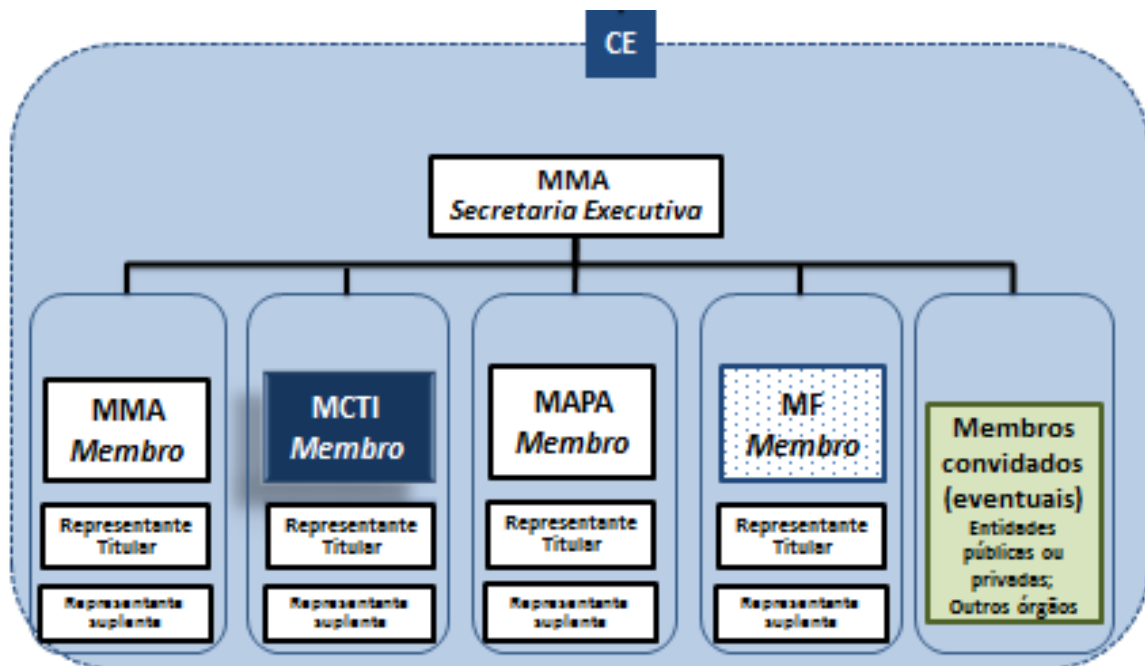 CE
MMA
Secretaria Executiva
MMA
Membro
Representante
Titular
Representante
suplente
MCTI
Membro
Representante
Titular
Representante
suplente
MAPA
Membro
Representante
Titular
Representante
suplente
MF
Membro
Representante
Titular
Representante
suplente
Membros
convidados
(eventuais)
Entidades
públicas ou
privadas;
Outros órgãos